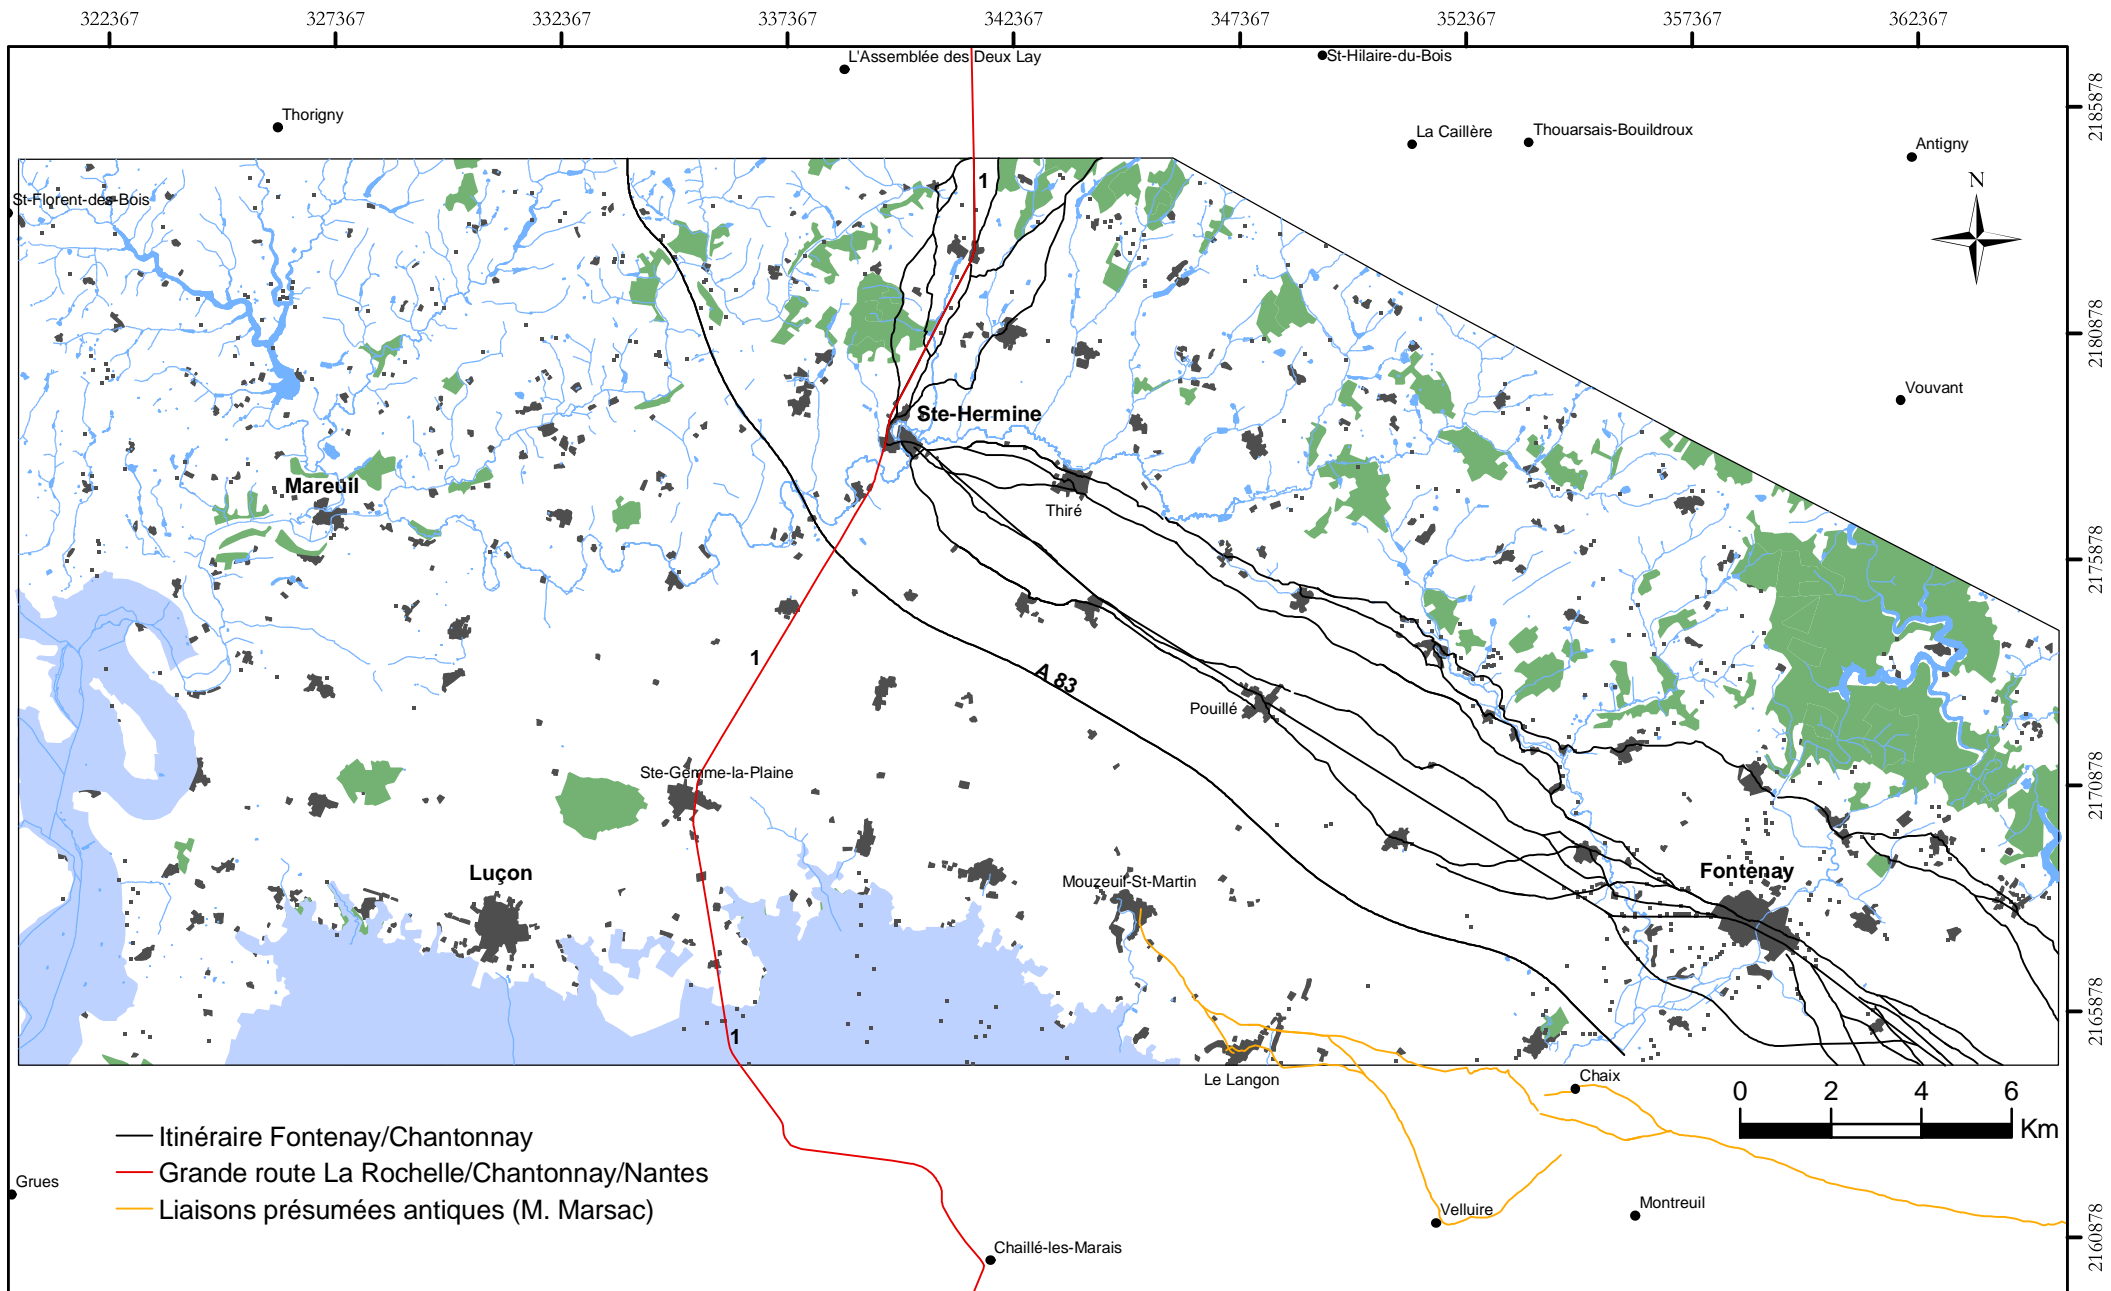 322367 327367 332367 337367 342367 347367 352367 357367 362367
L'Assemblée des Deux Lay
St-Hilaire-du-Bois
2185878
Thorigny
La Caillère
Thouarsais-Bouildroux
Antigny
1
N
St-Florent-des-Bois
2180878
Vouvant
Ste-Hermine
Mareuil
Thiré
2175878
1
A 83
Pouillé
Ste-Gemme-la-Plaine
2170878
Luçon
Mouzeuil-St-Martin
Fontenay
2165878
1
Le Langon
Chaix
0 2 4 6
Km
Itinéraire Fontenay/Chantonnay
Grande route La Rochelle/Chantonnay/Nantes
Liaisons présumées antiques (M. Marsac)
Grues
Velluire
Montreuil
2160878
Chaillé-les-Marais